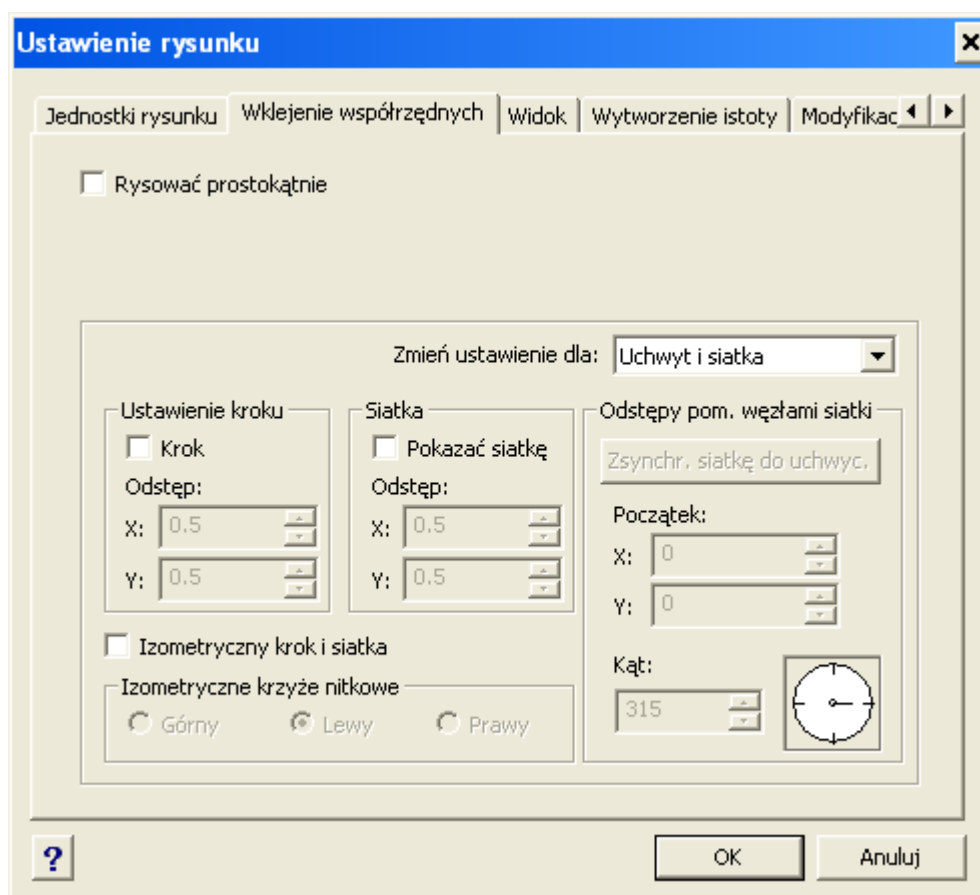 Ustawienie rysunku
Jednostki rysunku Wklejenie współrzędnych Widok Wytworzenie istoty Modyfikac
Rysować prostokątnie
Zmień ustawienie dla: Uchwyt i siatka
Ustawienie kroku Siatka Odstępy pom. węzłami siatki
Krok Pokazać siatkę Zsynchr. siatkę do uchwyc.
Odstęp: Odstęp: Początek:
X: 0.5 X: 0.5 X: 0
Y: 0.5 Y: 0.5 Y: 0
Izometryczny krok i siatka Kąt:
Izometryczne krzyże nitkowe 315
Górny Lewy Prawy
? OK Anuluj